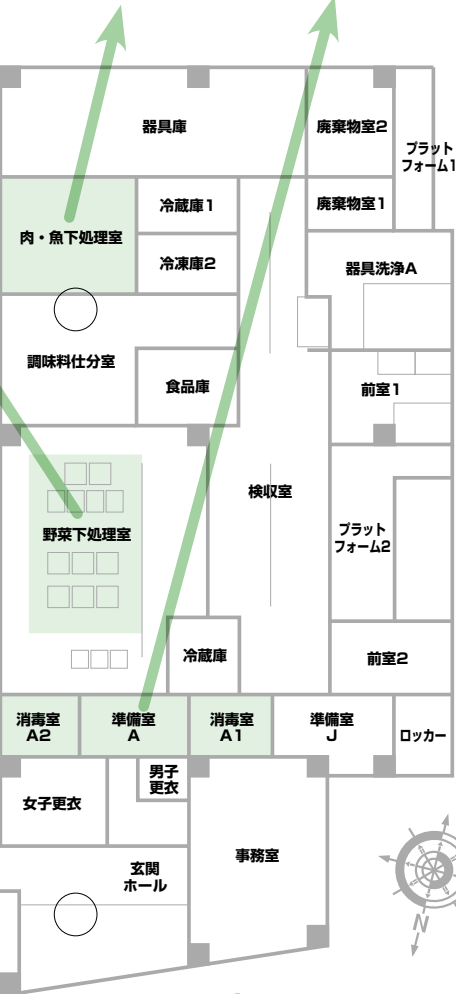 器具庫
廃棄物室2
プラット
フォーム1
冷蔵庫1
廃棄物室1
肉・魚下処理室
冷凍庫2
器具洗浄A
調味料仕分室
食品庫
前室1
検収室
野菜下処理室
プラット
フォーム2
冷蔵庫
前室2
消毒室
A2
準備室
A
消毒室
A1
準備室
J
ロッカー
男子
更衣
女子更衣
事務室
玄関
ホール
N